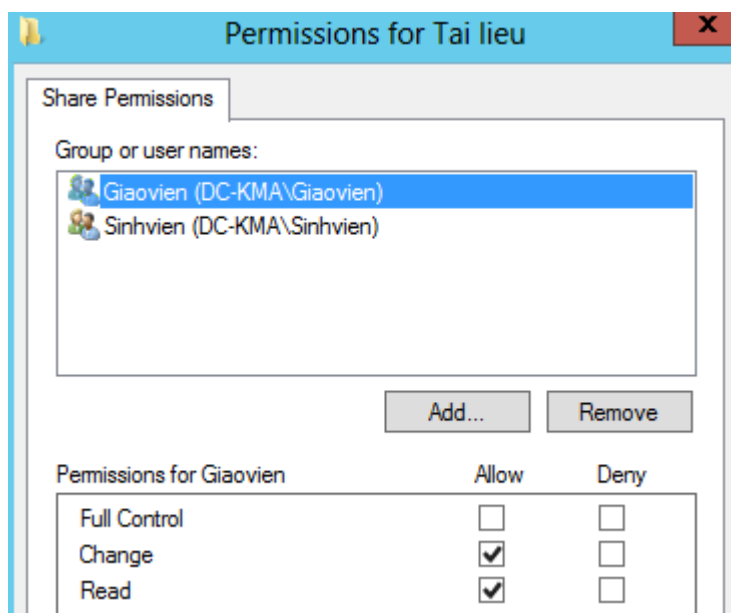 Permissions for Tai lieu
x
Share Permissions
Group or user names:
Giaovien (DC-KMA\Giaovien)
Sinhvien (DC-KMA\Sinhvien)
Add... Remove
Permissions for Giaovien Allow Deny
Full Control
Change
Read